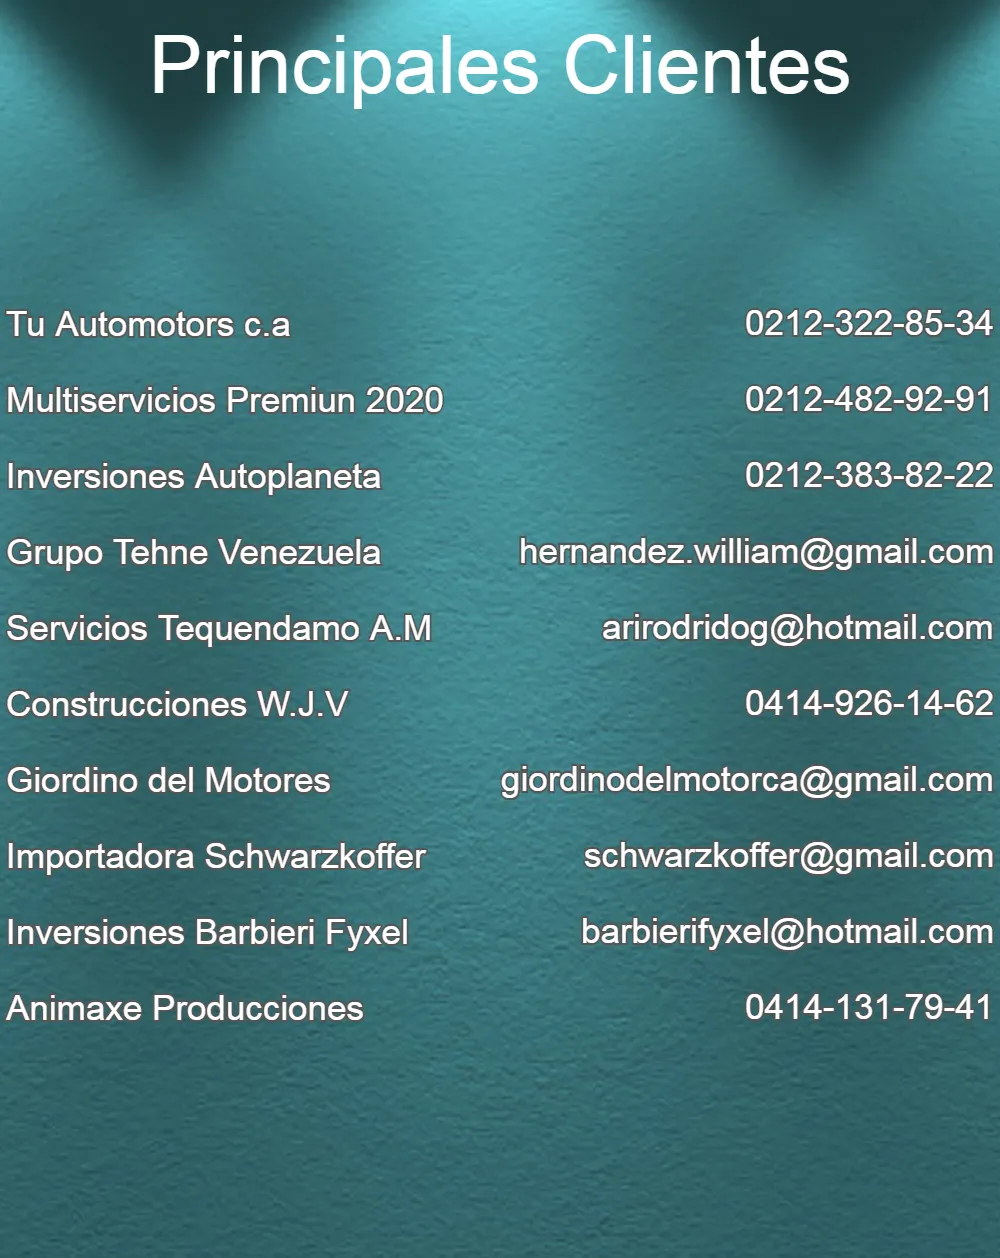 Principales Clientes
Tu Automotors c.a 0212-322-85-34
Multiservicios Premiun 2020 0212-482-92-91
Inversiones Autoplaneta 0212-383-82-22
Grupo Tehne Venezuela hernandez.william@gmail.com
Servicios Tequendamo A.M arirodridog@hotmail.com
Construcciones W.J.V 0414-926-14-62
Giordino del Motores giordinodelmotorca@gmail.com
Importadora Schwarzkoffer schwarzkoffer@gmail.com
Inversiones Barbieri Fyxel barbierifyxel@hotmail.com
Animaxe Producciones 0414-131-79-41